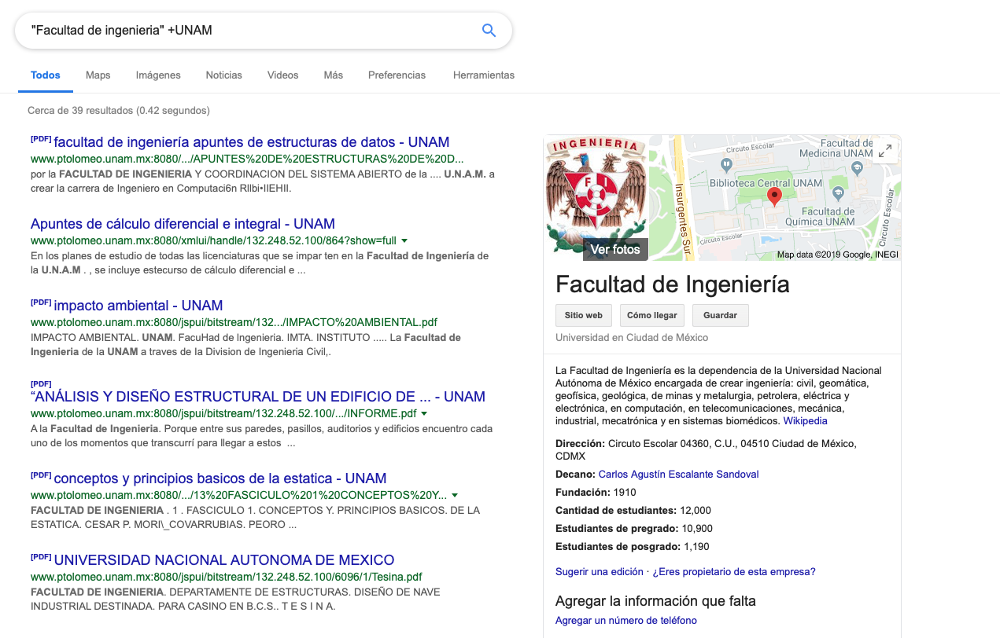 "Facultad de ingenieria" +UNAM
Todos Maps Imágenes Noticias Videos Más Preferencias Herramientas
Cerca de 39 resultados (0.42 segundos)
[PDF] facultad de ingeniería apuntes de estructuras de datos - UNAM
www.ptolomeo.unam.mx:8080/.../APUNTES%20DE%20ESTRUCTURAS%20DE%20D...
por la FACULTAD DE INGENIERIA Y COORDINACION DEL SISTEMA ABIERTO de la .... U.N.A.M. a
crear la carrera de Ingeniero en Computaci6n Rllbi•IIEHII.
Apuntes de cálculo diferencial e integral - UNAM
www.ptolomeo.unam.mx:8080/xmlui/handle/132.248.52.100/864?show=full
En los planes de estudio de todas las licenciaturas que se impar ten en la Facultad de Ingeniería de
la U.N.A.M . , se incluye estecurso de cálculo diferencial e ...
[PDF] impacto ambiental - UNAM
www.ptolomeo.unam.mx:8080/jspui/bitstream/132.../IMPACTO%20AMBIENTAL.pdf
IMPACTO AMBIENTAL. UNAM. FacuHad de lngenieria. IMTA. INSTITUTO ..... La Facultad de
Ingenieria de la UNAM a traves de la Division de Ingenieria Civil,.
[PDF]
“ANÁLISIS Y DISEÑO ESTRUCTURAL DE UN EDIFICIO DE ... - UNAM
www.ptolomeo.unam.mx:8080/jspui/bitstream/132.248.52.100/.../INFORME.pdf
A la Facultad de Ingenieria. Porque entre sus paredes, pasillos, auditorios y edificios encuentro cada
uno de los momentos que transcurrí para llegar a estos ...
[PDF] conceptos y principios basicos de la estatica - UNAM
www.ptolomeo.unam.mx:8080/.../13%20FASCICULO%201%20CONCEPTOS%20Y...
FACULTAD DE INGENIERIA . 1 . FASCICULO 1. CONCEPTOS Y. PRINCIPIOS BASICOS. DE LA
ESTATICA. CESAR P. MORI\_COVARRUBIAS. PEORO ...
[PDF] UNIVERSIDAD NACIONAL AUTONOMA DE MEXICO
www.ptolomeo.unam.mx:8080/jspui/bitstream/132.248.52.100/6096/1/Tesina.pdf
FACULTAD DE INGENIERIA. DEPARTAMENTE DE ESTRUCTURAS. DISEÑO DE NAVE
INDUSTRIAL DESTINADA. PARA CASINO EN B.C.S.. T E S I N A.
INGENIERIA
F I
Ver fotos
Circuto Escolar
Facultad de
Medicina UNAM
Biblioteca Central UNAM
Insurgentes Sur
Facultad de
Química UNAM
Circuto Escolar
Circuto Escolar
Map data ©2019 Google, INEGI
Facultad de Ingeniería
Sitio web Cómo llegar Guardar
Universidad en Ciudad de México
La Facultad de Ingeniería es la dependencia de la Universidad Nacional
Autónoma de México encargada de crear ingeniería: civil, geomática,
geofísica, geológica, de minas y metalurgia, petrolera, eléctrica y
electrónica, en computación, en telecomunicaciones, mecánica,
industrial, mecatrónica y en sistemas biomédicos. Wikipedia
Dirección: Circuto Escolar 04360, C.U., 04510 Ciudad de México,
CDMX
Decano: Carlos Agustín Escalante Sandoval
Fundación: 1910
Cantidad de estudiantes: 12,000
Estudiantes de pregrado: 10,900
Estudiantes de posgrado: 1,190
Sugerir una edición · ¿Eres propietario de esta empresa?
Agregar la información que falta
Agregar un número de teléfono